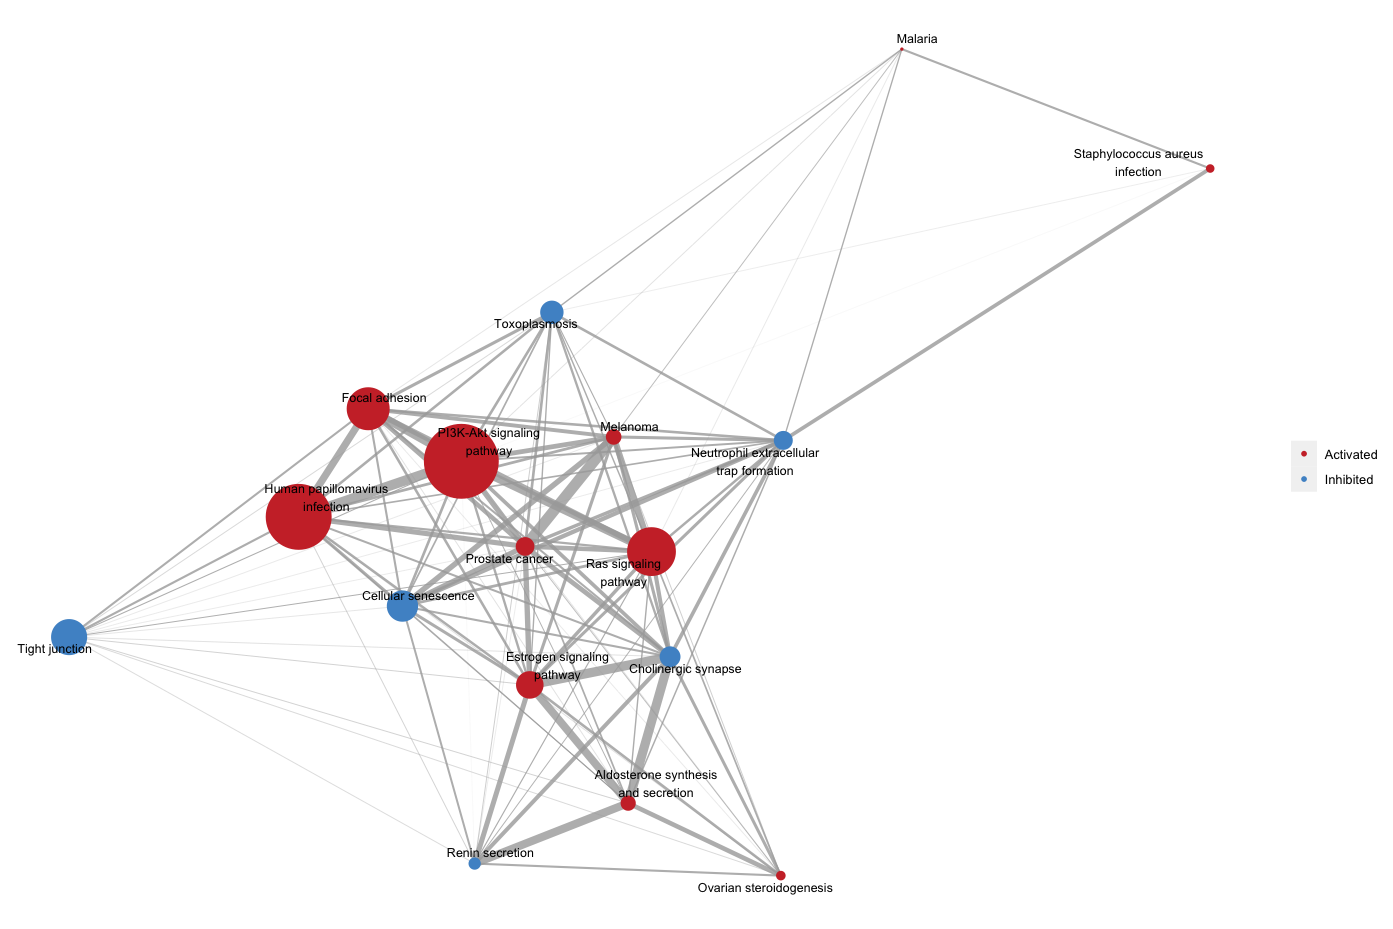 Malaria
Staphylococcus aureus
infection
Toxoplasmosis
Focal adhesion
Melanoma
PI3K-Akt signaling
pathway
Neutrophil extracellular
trap formation
Activated
Inhibited
Human papillomavirus
infection
Prostate cancer
Ras signaling
pathway
Cellular senescence
Tight junction
Estrogen signaling
pathway
Cholinergic synapse
Aldosterone synthesis
and secretion
Renin secretion
Ovarian steroidogenesis